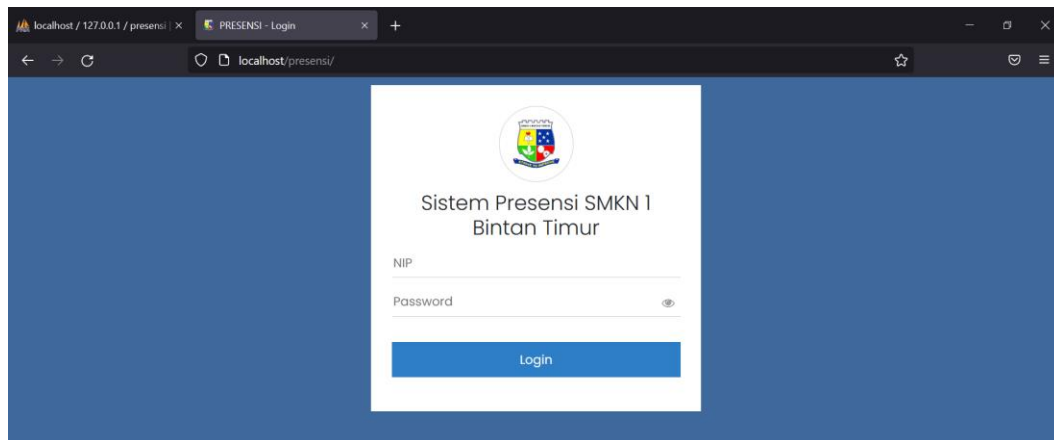 localhost / 127.0.0.1 / presensi |
PRESENSI - Login
localhost/presensi/
Sistem Presensi SMKN 1
Bintan Timur
NIP
Password
Login